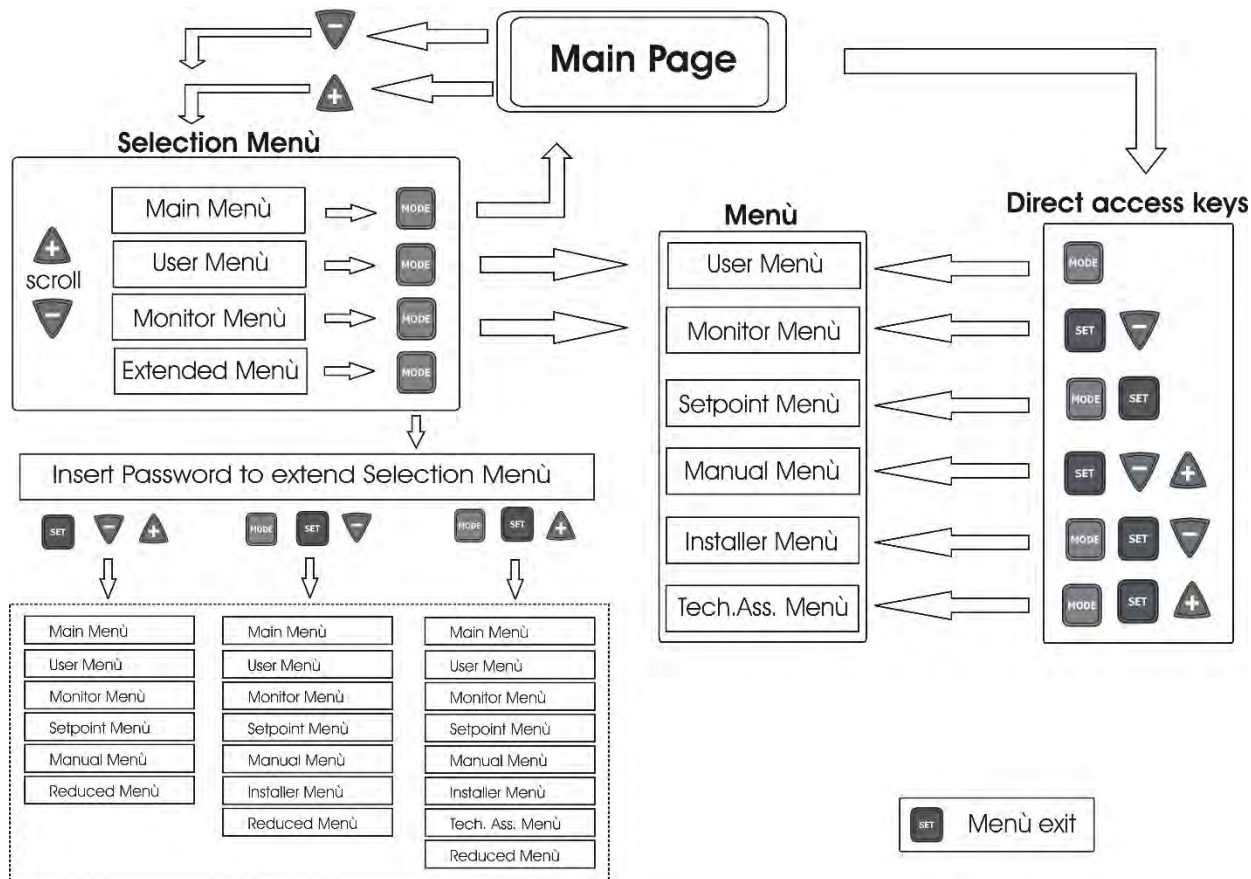 Main Page
Selection Menù
Main Menù
MODE
User Menù
MODE
scroll
Monitor Menù
MODE
Extended Menù
MODE
Insert Password to extend Selection Menù
SET
MODE
SET
MODE
SET
Main Menù
User Menù
Monitor Menù
Setpoint Menù
Manual Menù
Reduced Menù
Main Menù
User Menù
Monitor Menù
Setpoint Menù
Manual Menù
Installer Menù
Reduced Menù
Main Menù
User Menù
Monitor Menù
Setpoint Menù
Manual Menù
Installer Menù
Tech. Ass. Menù
Reduced Menù
Menù
User Menù
Monitor Menù
Setpoint Menù
Manual Menù
Installer Menù
Tech.Ass. Menù
Direct access keys
MODE
SET
MODE SET
SET
MODE SET
MODE SET
SET Menù exit